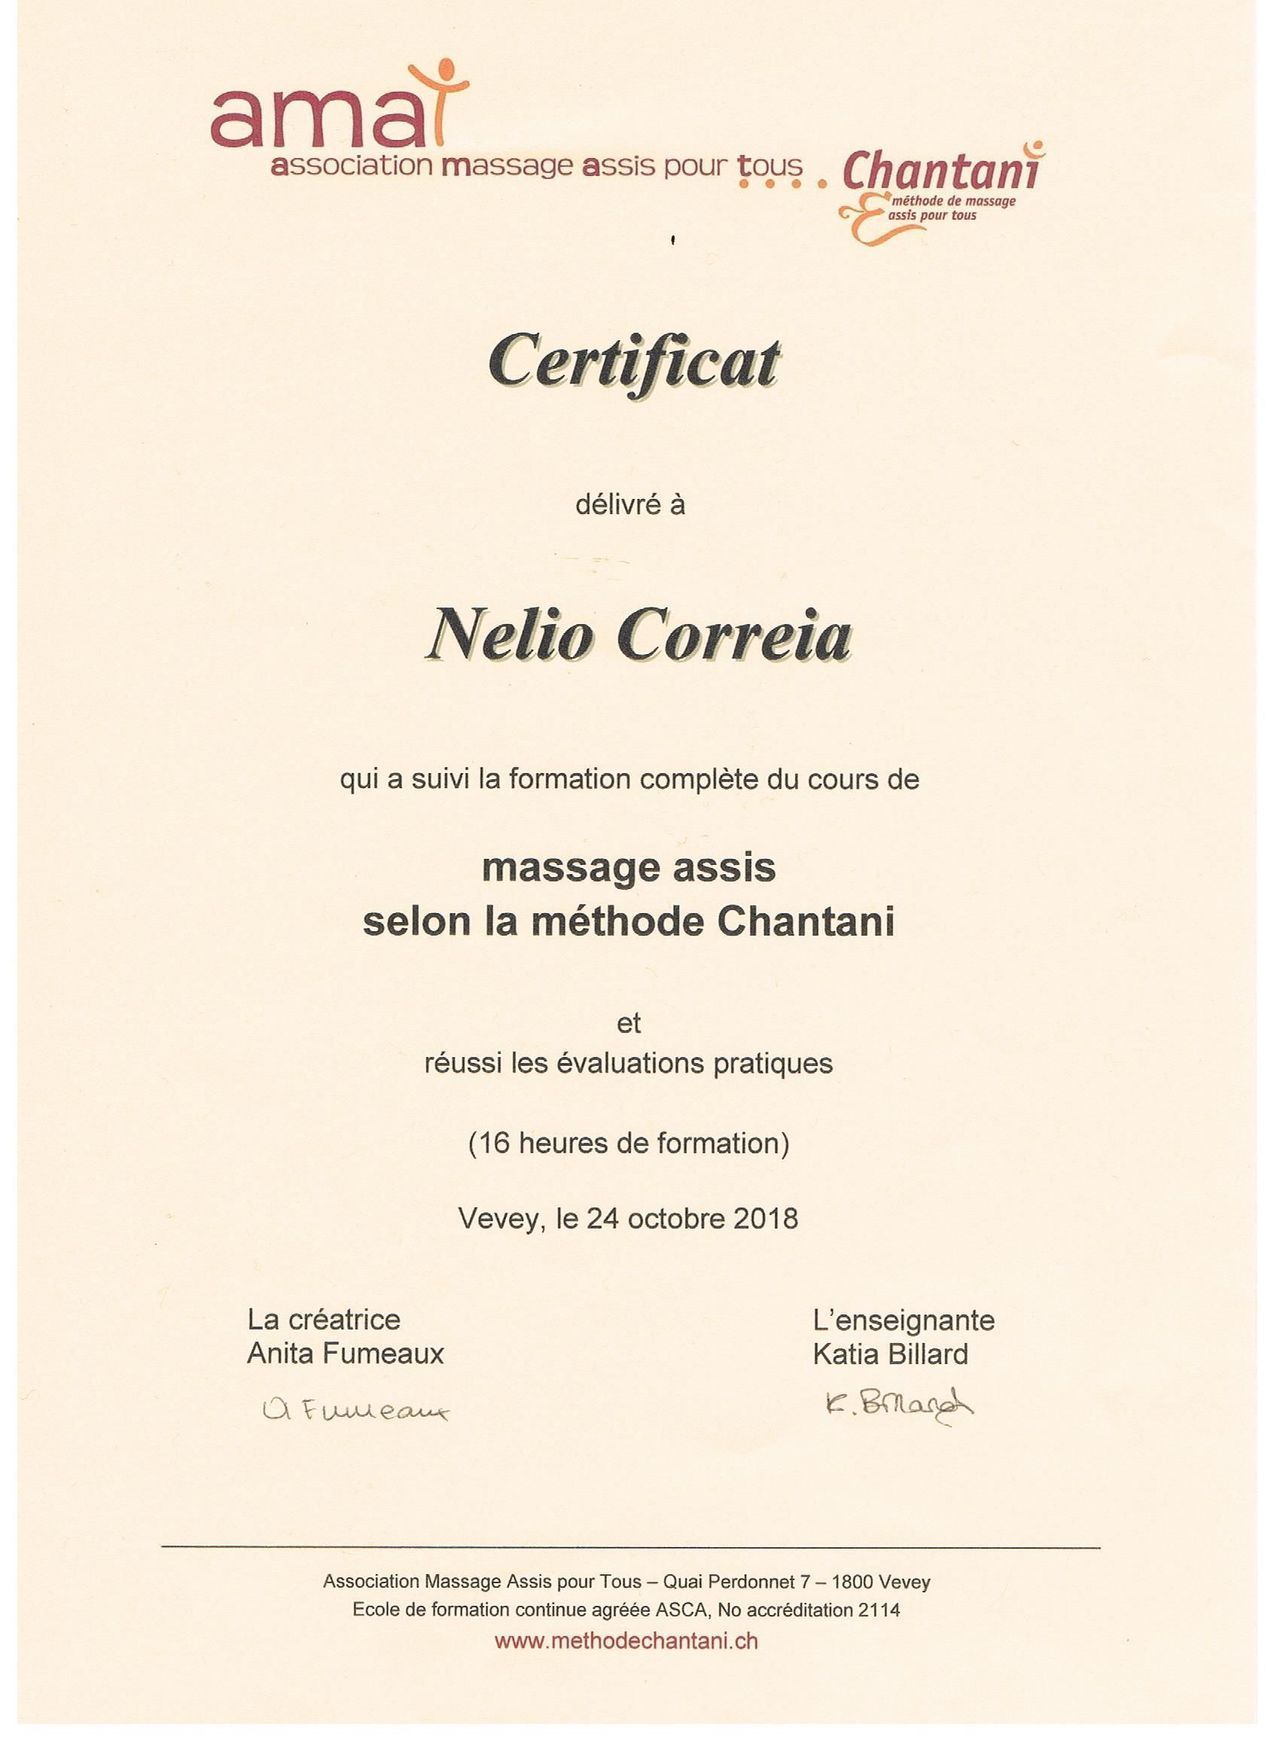 amaT
association massage assis pour tous....
Chantani
méthode de massage
assis pour tous
Certificat
délivré à
Nelio Correia
qui a suivi la formation complète du cours de
massage assis
selon la méthode Chantani
et
réussi les évaluations pratiques
(16 heures de formation)
Vevey, le 24 octobre 2018
La créatrice
Anita Fumeaux
A Fumeaux
L'enseignante
Katia Billard
K. Billard
Association Massage Assis pour Tous – Quai Perdonnet 7 – 1800 Vevey
Ecole de formation continue agréée ASCA, No accréditation 2114
www.methodechantani.ch